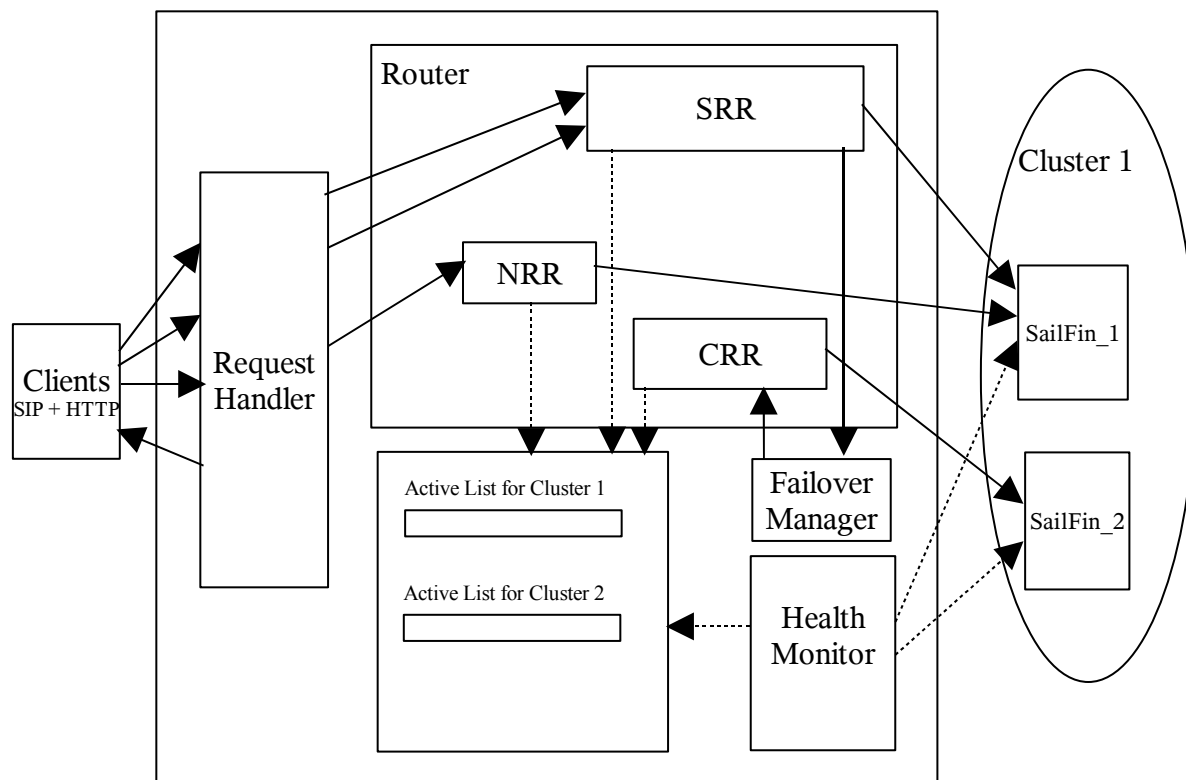 Router
SRR
Cluster 1
NRR
SailFin_1
CRR
Request
Handler
Clients
SIP + HTTP
Active List for Cluster 1
Failover
Manager
SailFin_2
Active List for Cluster 2
Health
Monitor